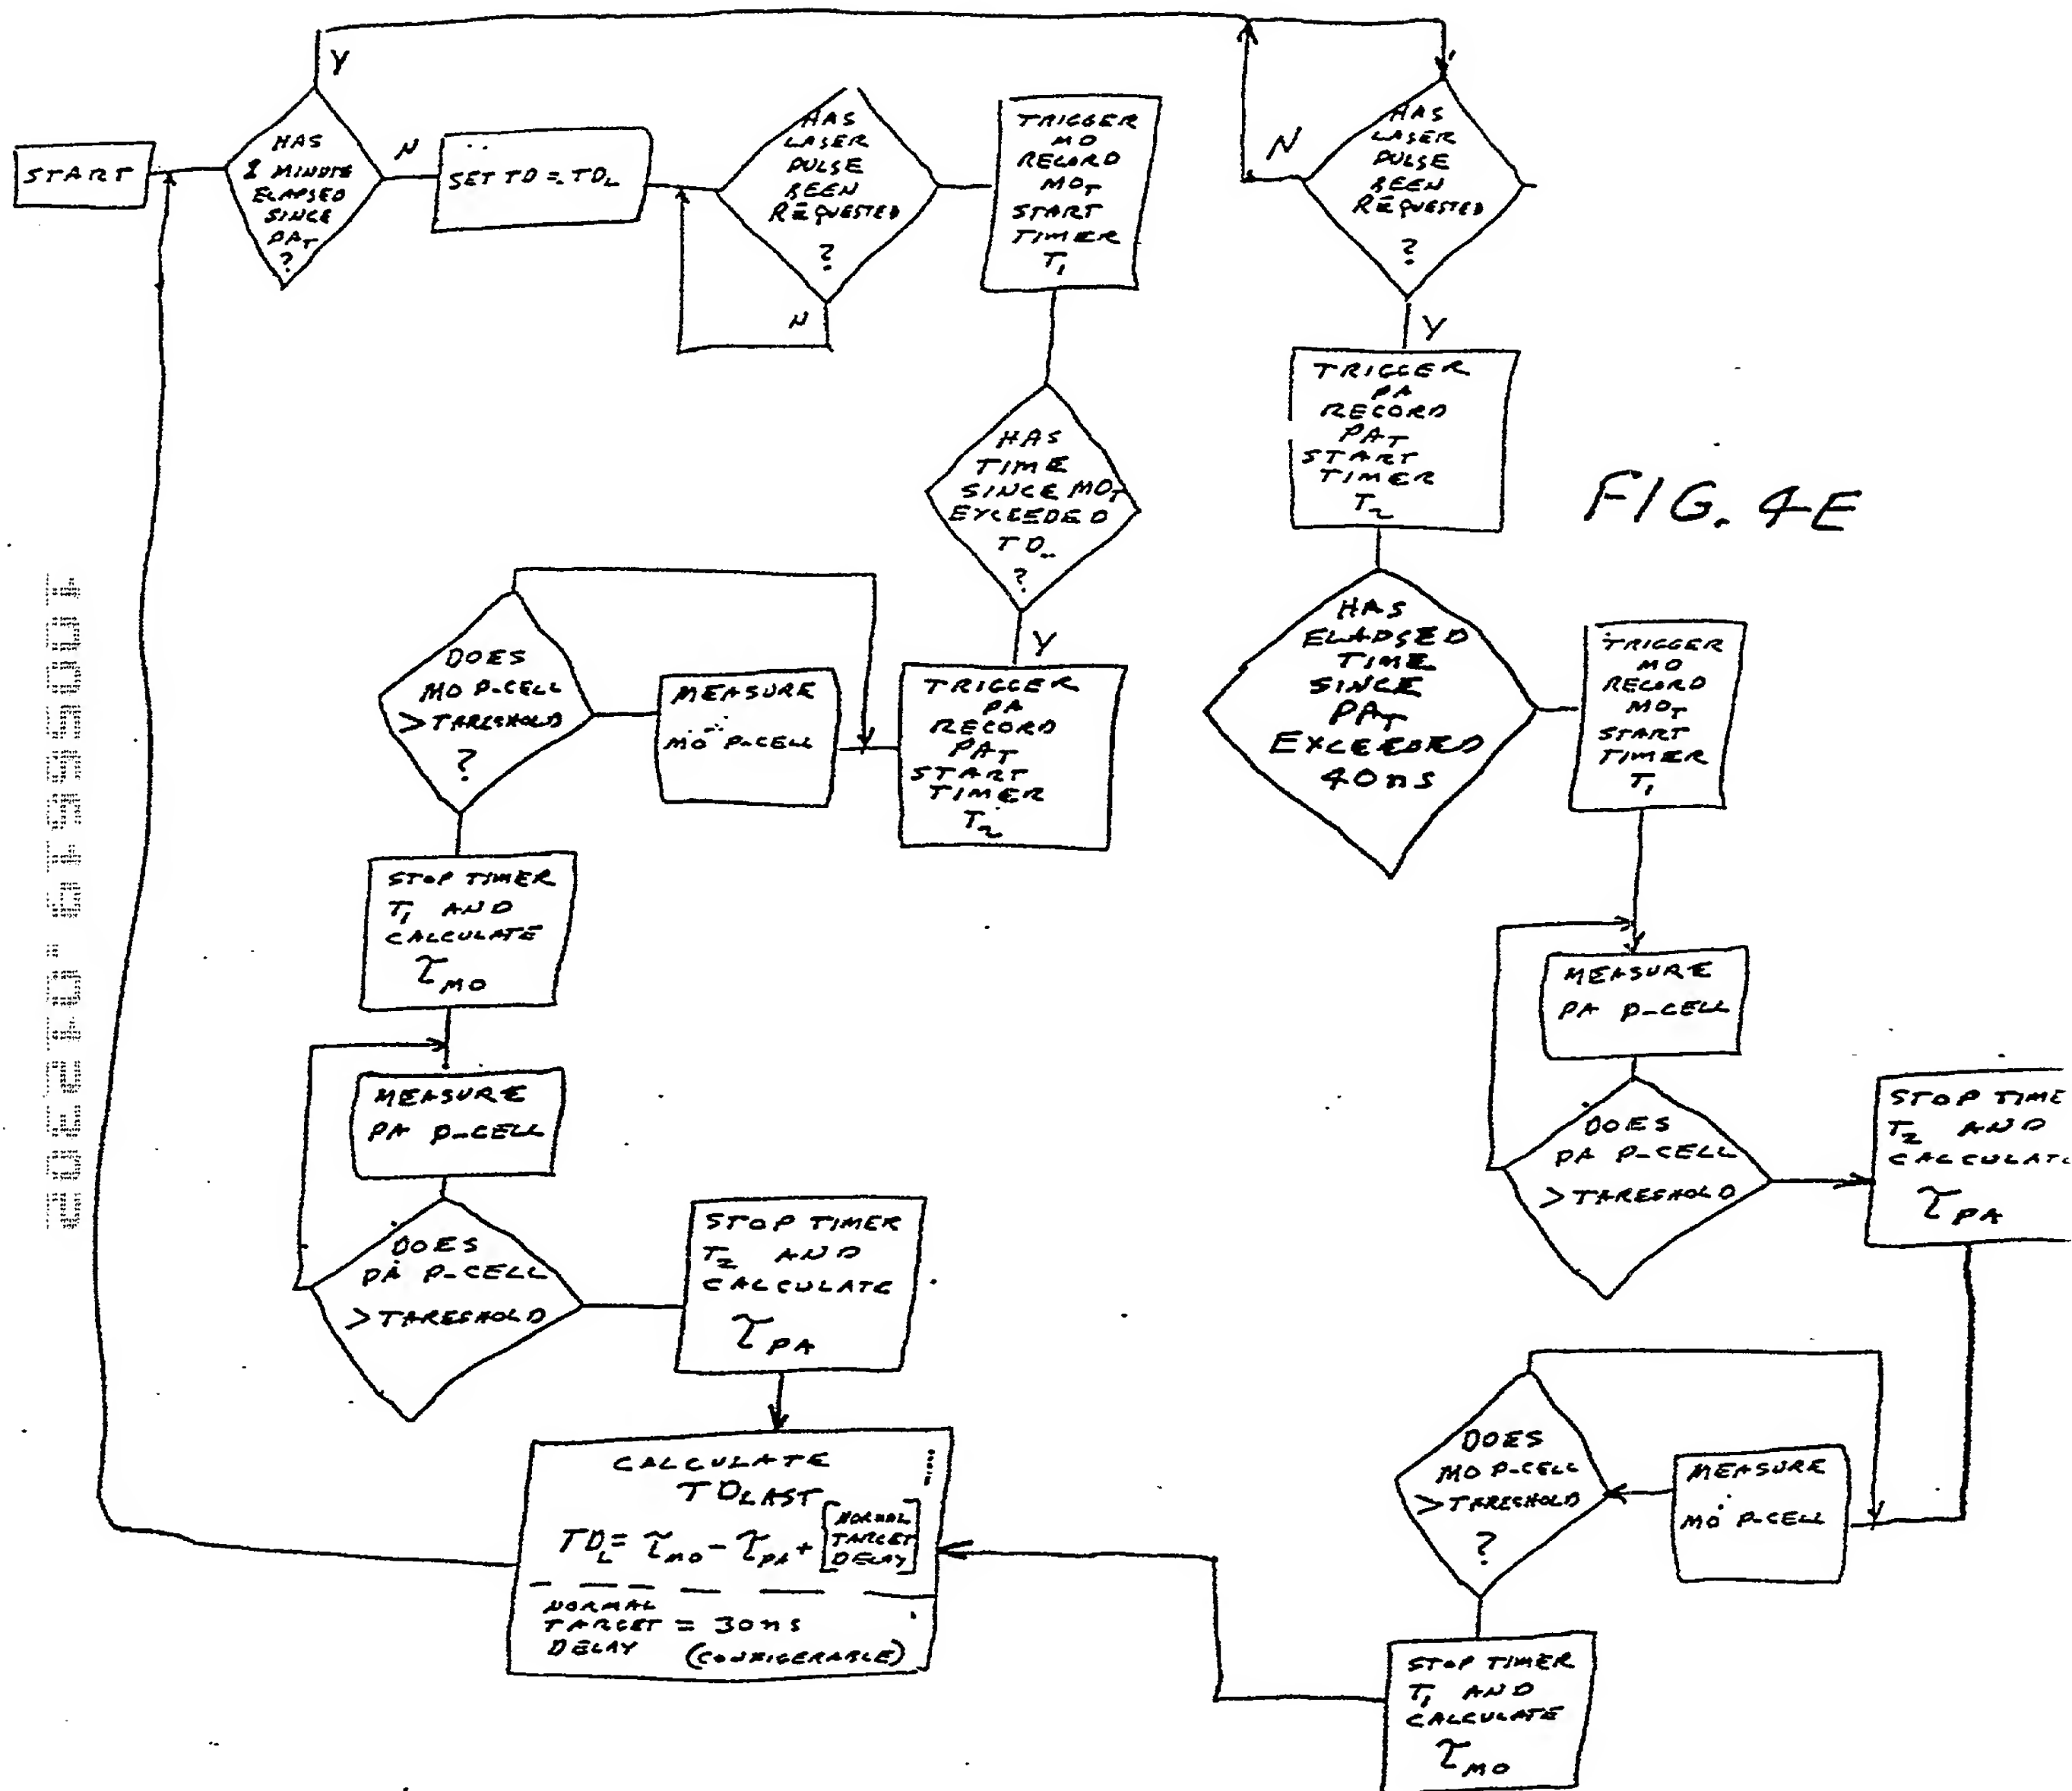 START
Y
HAS
MINUTE
ELAPSED
SINCE
PAT
?
N
SET TD = TDL
HAS
LASER
PULSE
BEEN
REQUESTED
?
N
TRIGGER
MO
RECORD
MOT
START
TIMER
T1
HAS
TIME
SINCE MOT
EXCEEDED
TD
?
Y
TRIGGER
PA
RECORD
PAT
START
TIMER
T2
MEASURE
MO P-CELL
DOES
MO P-CELL
> THRESHOLD
?
STOP TIMER
T1 AND
CALCULATE
τMO
MEASURE
PA P-CELL
DOES
PA P-CELL
> THRESHOLD
STOP TIMER
T2 AND
CALCULATE
τPA
CALCULATE
TDLAST
TDL = τMO - τPA + [NORMAL
TARGET
DELAY]
NORMAL
TARGET = 30ns
DELAY (CONFIGERABLE)
HAS
LASER
PULSE
BEEN
REQUESTED
?
N
Y
TRIGGER
PA
RECORD
PAT
START
TIMER
T2
FIG. 4E
HAS
ELAPSED
TIME
SINCE
PAT
EXCEEDED
40ns
TRIGGER
MO
RECORD
MOT
START
TIMER
T1
MEASURE
PA P-CELL
DOES
PA P-CELL
> THRESHOLD
STOP TIME
T2 AND
CALCULATE
τPA
MEASURE
MO P-CELL
DOES
MO P-CELL
> THRESHOLD
?
STOP TIMER
T1 AND
CALCULATE
τMO